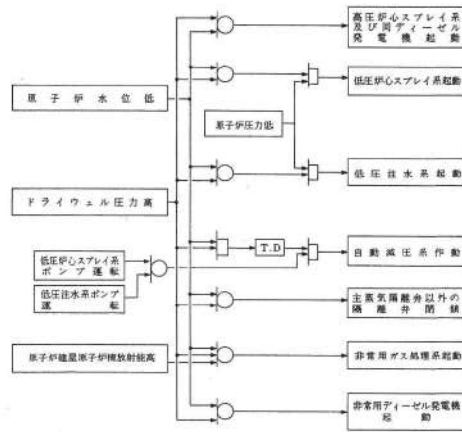 高圧炉心スプレイ系
及び同ディーゼル
発電機起動
低圧炉心スプレイ系起動
原子炉水位低
原子炉圧力低
低圧注水系起動
ドライウェル圧力高
低圧炉心スプレイ系
ポンプ運転
T.D
自動減圧系作動
低圧注水系ポンプ
運転
主蒸気隔離弁以外の
隔離弁閉鎖
原子炉建屋原子炉棟放射能高
非常用ガス処理系起動
非常用ディーゼル発電機
起動